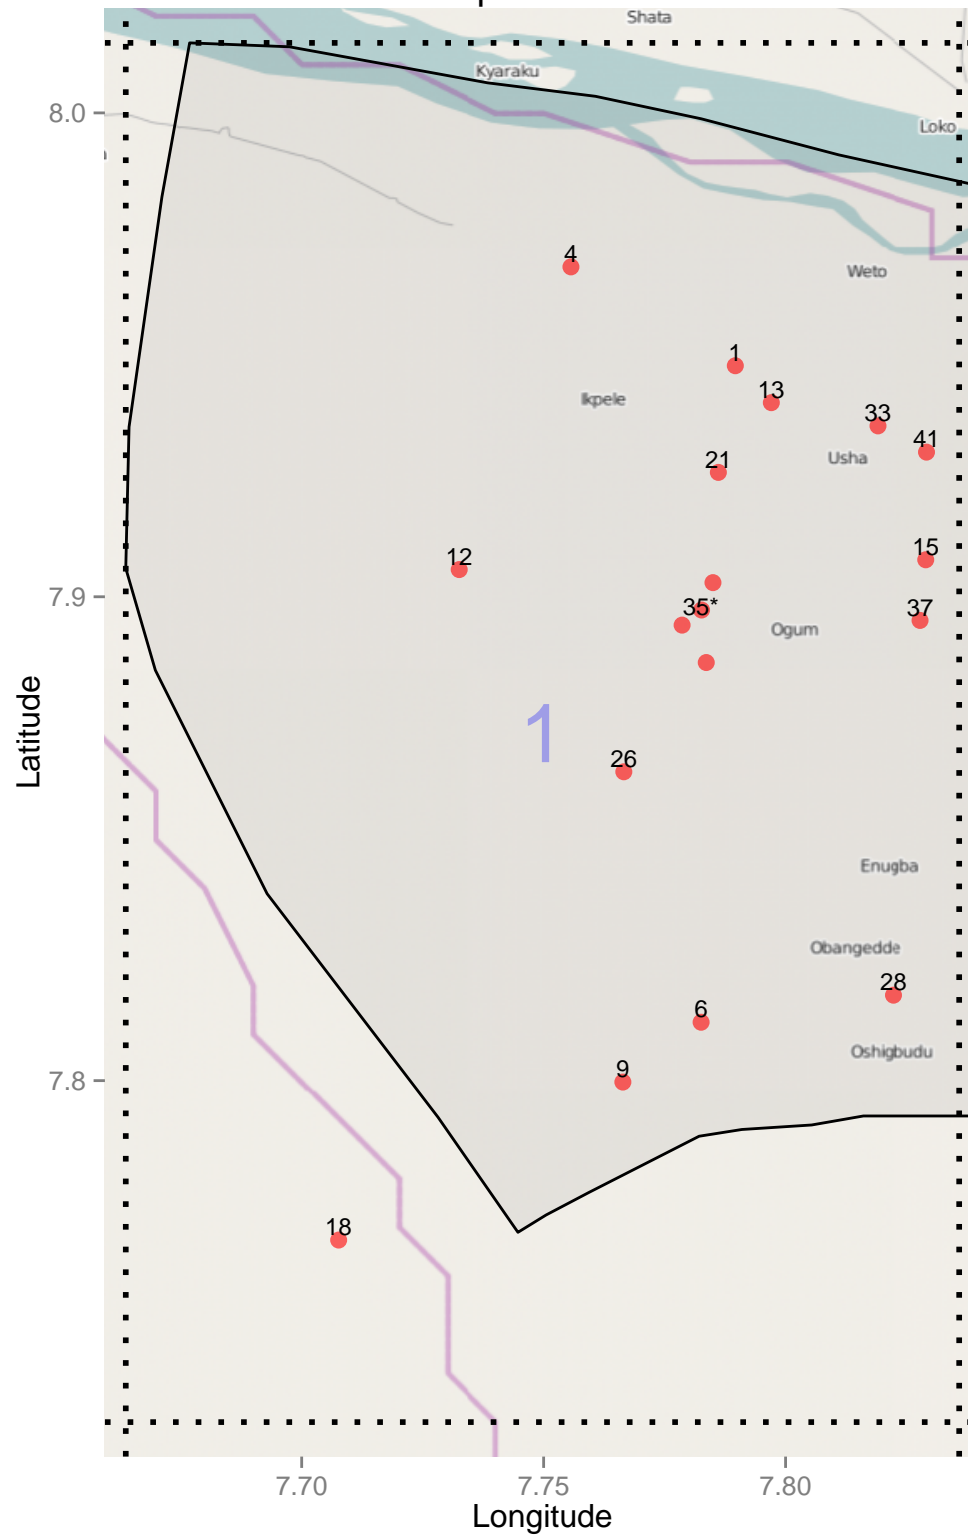 Shata
Kyaraku
8.0
Loko
4
Weto
1
13
Ikpele
33
41
21
Usha
12
15
7.9
35*
37
Ogum
1
26
Latitude
Enugba
Obangedde
28
6
Oshigbudu
9
7.8
18
7.70
7.75
7.80
Longitude